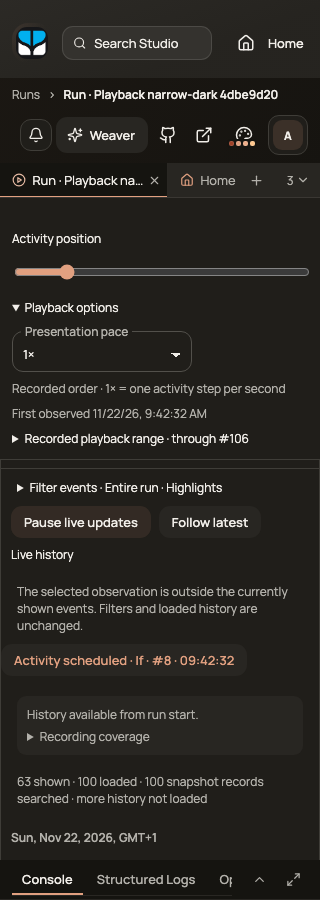 Search Studio
Home
Runs > Run · Playback narrow-dark 4dbe9d20
Weaver
A
Run · Playback na...
Home
3
Activity position
Playback options
Presentation pace
1×
Recorded order · 1× = one activity step per second
First observed 11/22/26, 9:42:32 AM
Recorded playback range · through #106
Filter events · Entire run · Highlights
Pause live updates
Follow latest
Live history
The selected observation is outside the currently
shown events. Filters and loaded history are
unchanged.
Activity scheduled · If · #8 · 09:42:32
History available from run start.
Recording coverage
63 shown · 100 loaded · 100 snapshot records
searched · more history not loaded
Sun, Nov 22, 2026, GMT+1
Console
Structured Logs